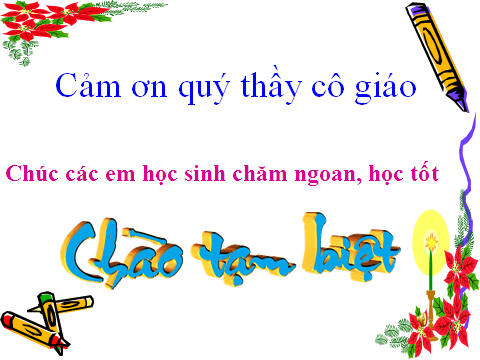 Cảm ơn quý thầy cô giáo
Chúc các em học sinh chăm ngoan, học tốt
Chào tạm biệt